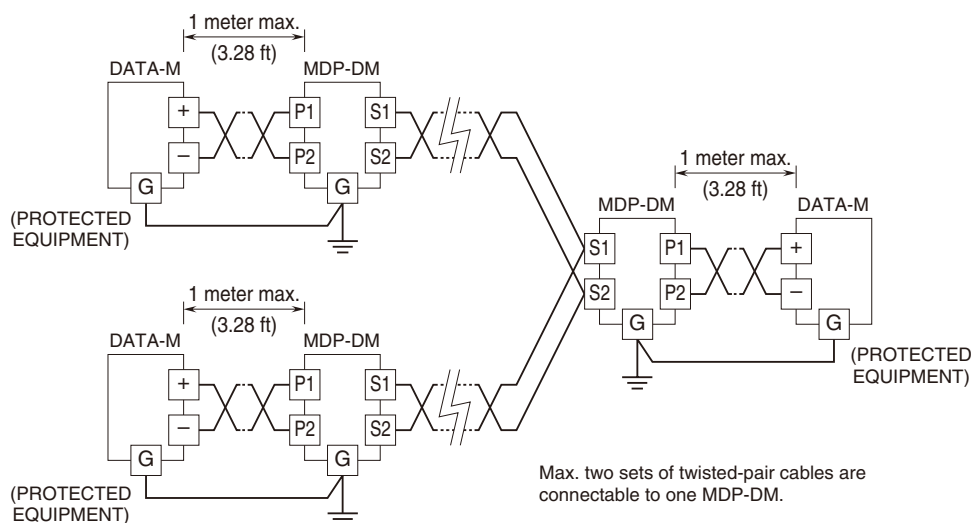 1 meter max.
(3.28 ft)
DATA-M
MDP-DM
+
P1
S1
–
P2
S2
G
G
(PROTECTED
EQUIPMENT)
1 meter max.
(3.28 ft)
MDP-DM
DATA-M
S1
P1
+
S2
P2
–
G
G
(PROTECTED
EQUIPMENT)
1 meter max.
(3.28 ft)
DATA-M
MDP-DM
+
P1
S1
–
P2
S2
G
G
(PROTECTED
EQUIPMENT)
Max. two sets of twisted-pair cables are
connectable to one MDP-DM.